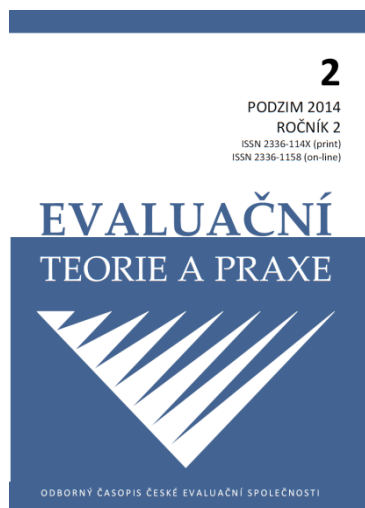 2
PODZIM 2014
ROČNÍK 2
ISSN 2336-114X (print)
ISSN 2336-1158 (on-line)
EVALUAČNÍ
TEORIE A PRAXE
ODBORNÝ ČASOPIS ČESKÉ EVALUAČNÍ SPOLEČNOSTI